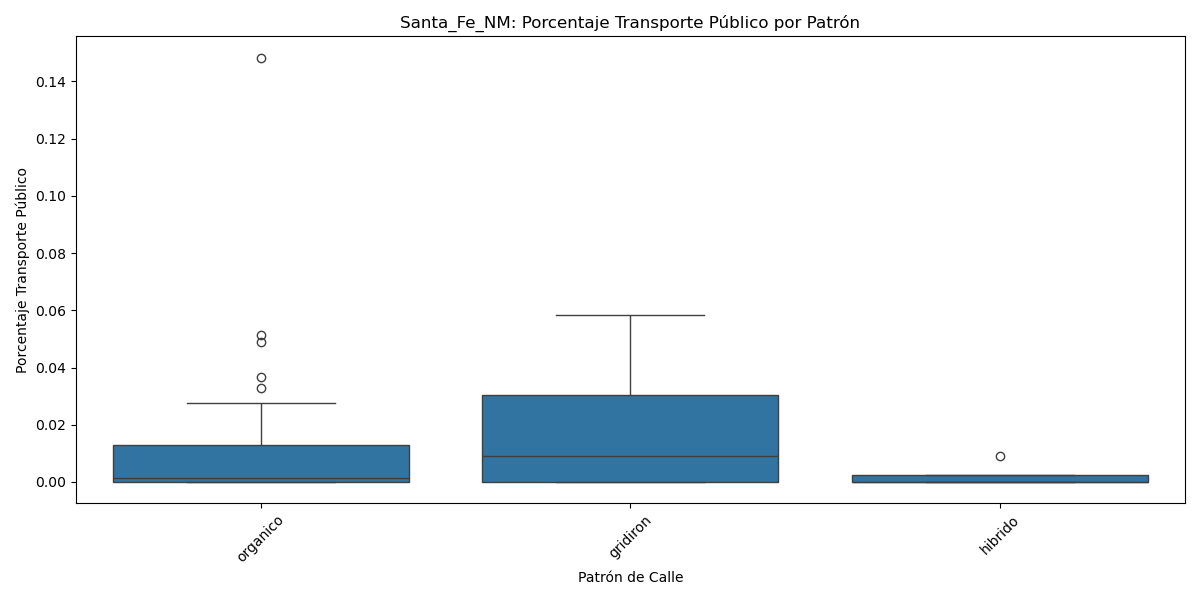 Santa_Fe_NM: Porcentaje Transporte Público por Patrón
Porcentaje Transporte Público
0.14
0.12
0.10
0.08
0.06
0.04
0.02
0.00
organico
gridiron
hibrido
Patrón de Calle